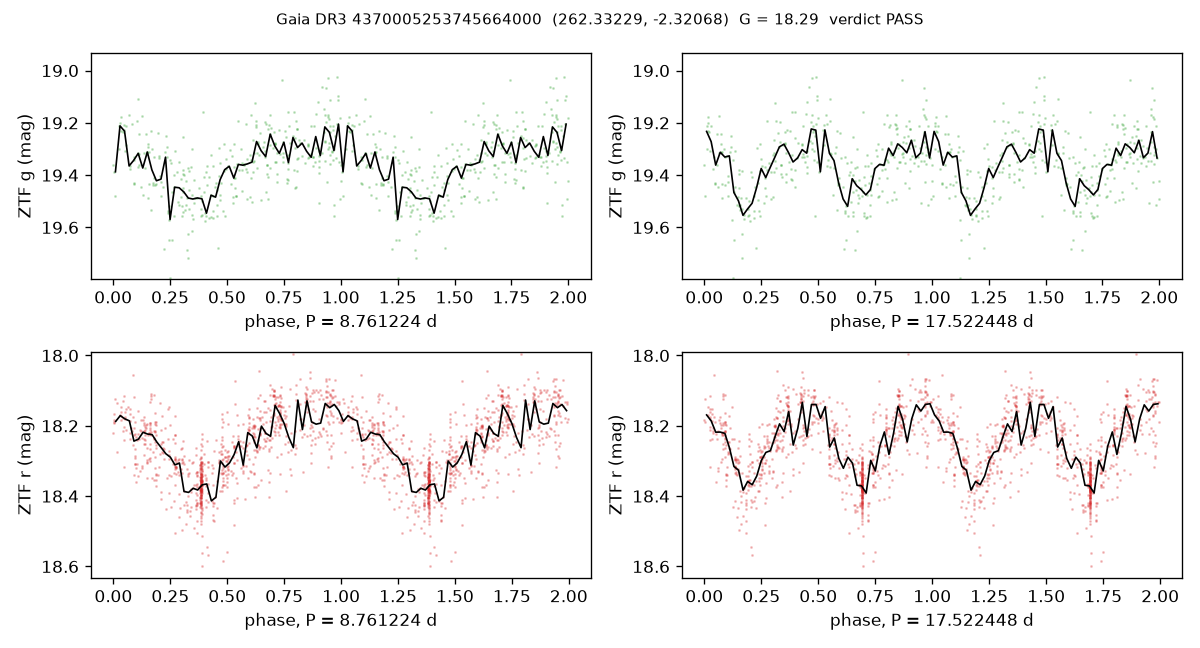 Gaia DR3 4370005253745664000  (262.33229, -2.32068)  G = 18.29  verdict PASS
ZTF g (mag)
19.0
19.2
19.4
19.6
0.00 0.25 0.50 0.75 1.00 1.25 1.50 1.75 2.00
phase, P = 8.761224 d
ZTF g (mag)
19.0
19.2
19.4
19.6
0.00 0.25 0.50 0.75 1.00 1.25 1.50 1.75 2.00
phase, P = 17.522448 d
ZTF r (mag)
18.0
18.2
18.4
18.6
0.00 0.25 0.50 0.75 1.00 1.25 1.50 1.75 2.00
phase, P = 8.761224 d
ZTF r (mag)
18.0
18.2
18.4
18.6
0.00 0.25 0.50 0.75 1.00 1.25 1.50 1.75 2.00
phase, P = 17.522448 d